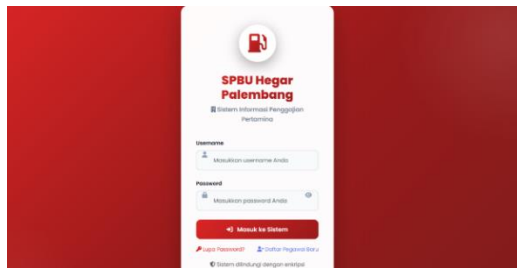 SPBU Hegar
Palembang
Sistem Informasi Penggajian
Pertamina
Username
Masukkan username Anda
Password
Masukkan password Anda
Masuk ke Sistem
Lupa Password? Daftar Pegawai Baru
Sistem dilindungi dengan enkripsi